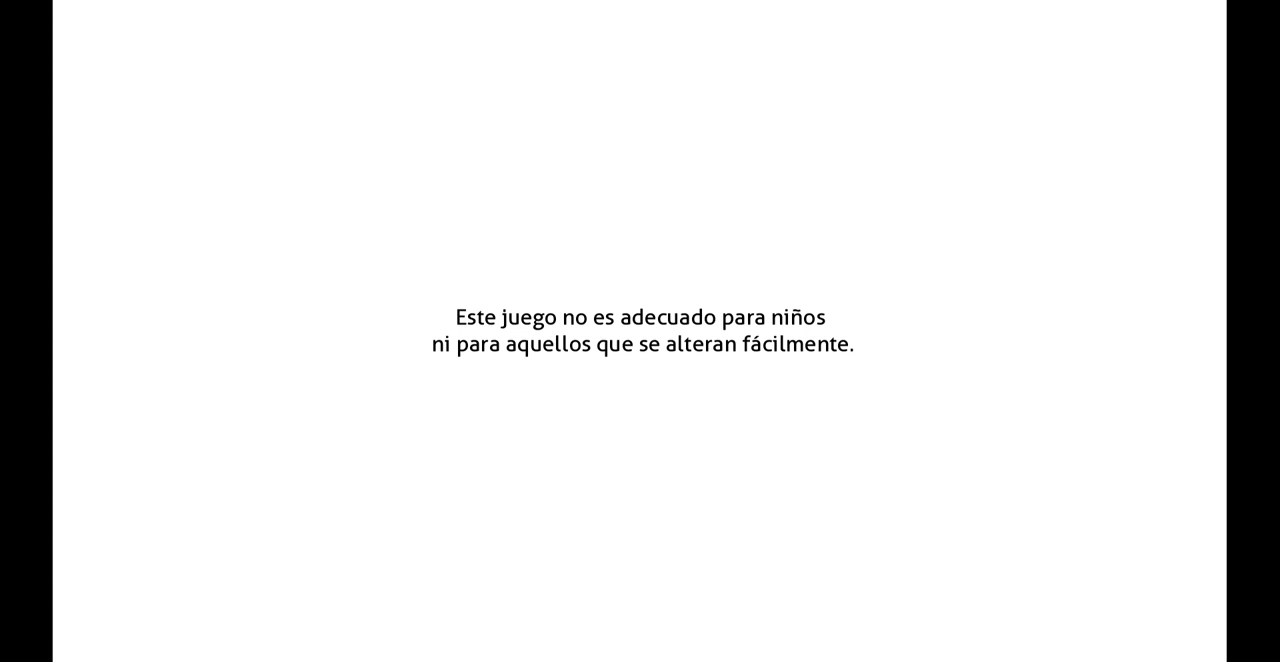 Este juego no es adecuado para niños
ni para aquellos que se alteran fácilmente.